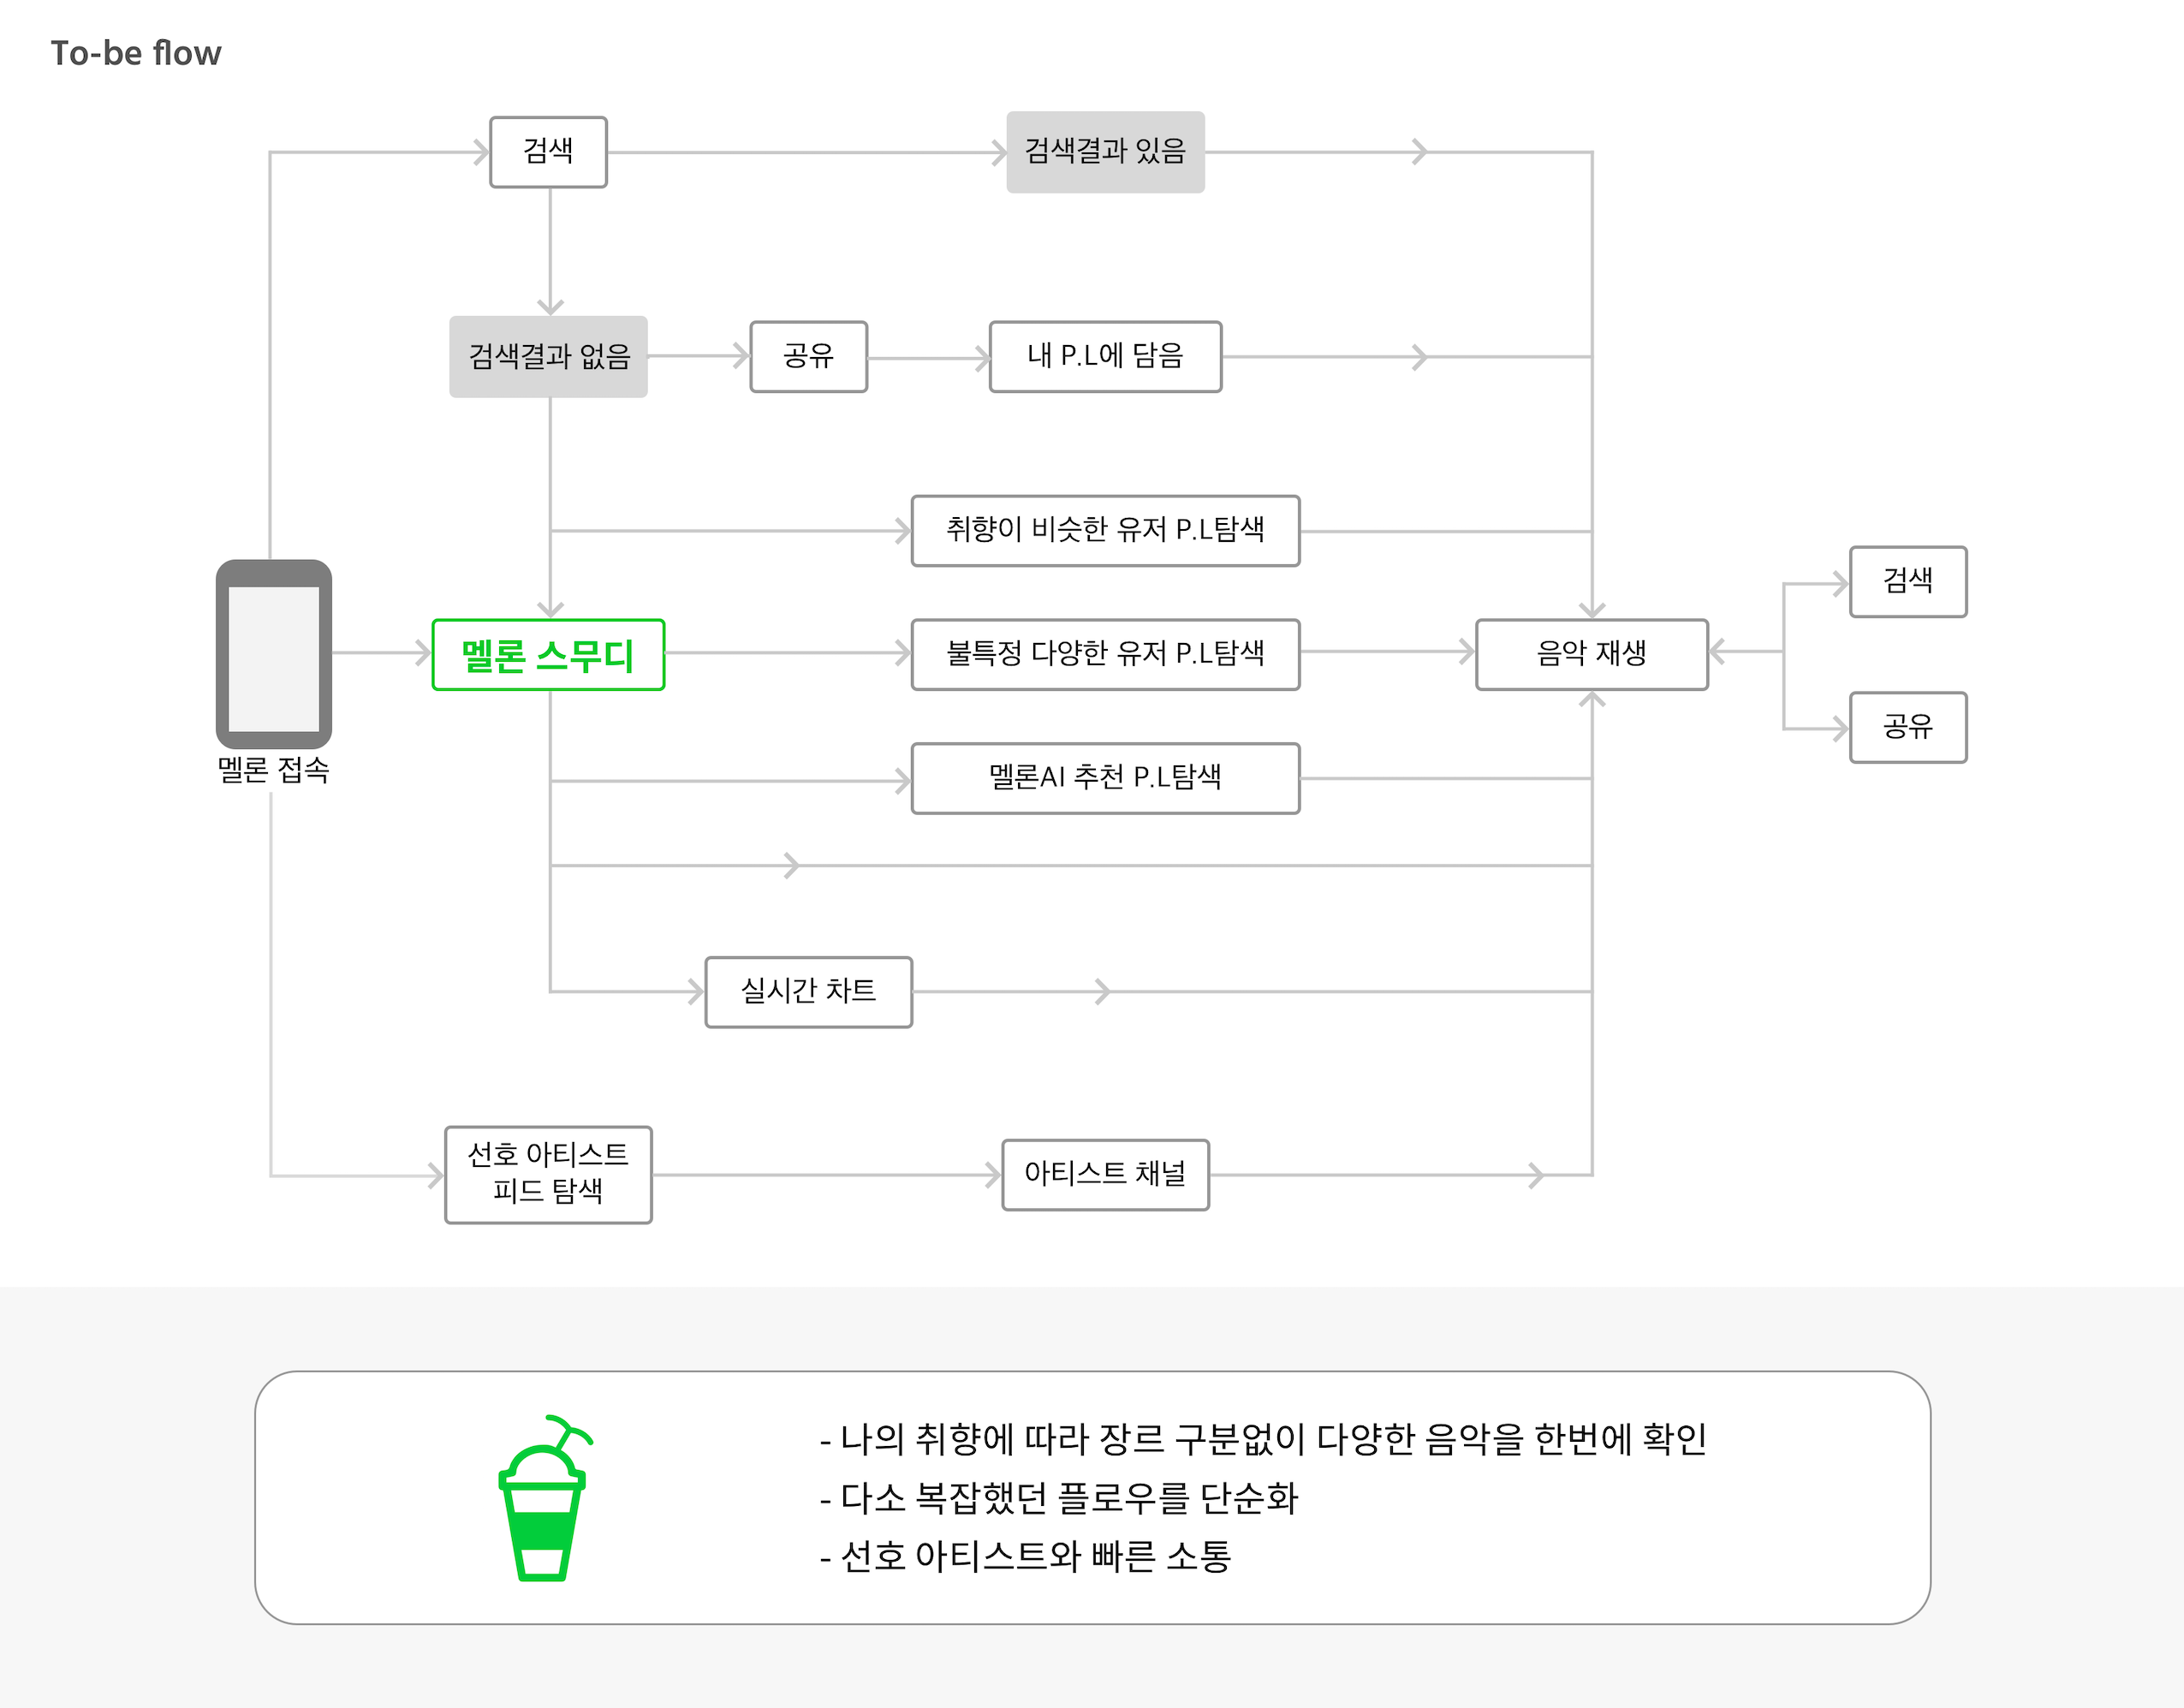 To-be flow
검색
검색결과 있음
검색결과 없음
공유
내 P.L에 담음
취향이 비슷한 유저 P.L탐색
멜론 스무디
불특정 다양한 유저 P.L탐색
음악 재생
검색
공유
멜론 접속
멜론AI 추천 P.L탐색
실시간 차트
선호 아티스트
피드 탐색
아티스트 채널
- 나의 취향에 따라 장르 구분없이 다양한 음악을 한번에 확인
- 다소 복잡했던 플로우를 단순화
- 선호 아티스트와 빠른 소통